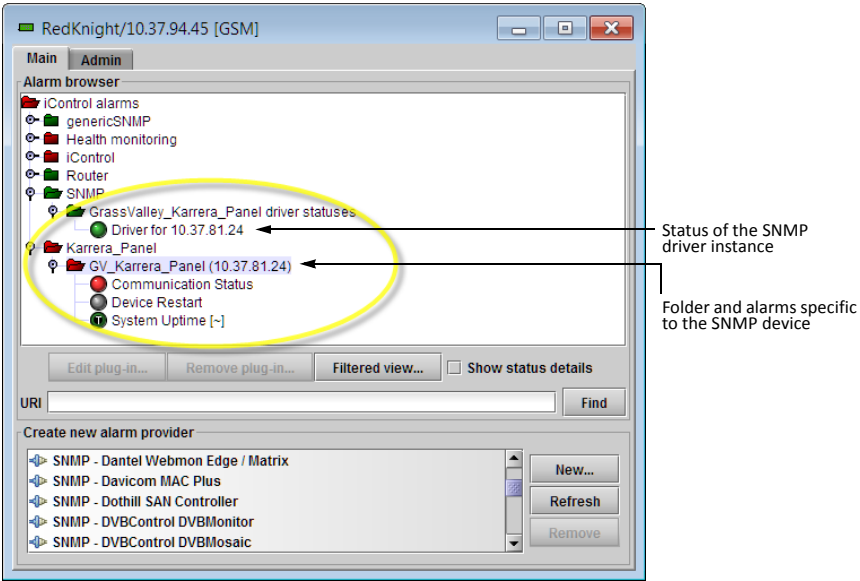 RedKnight/10.37.94.45 [GSM]
Main
Admin
Alarm browser
iControl alarms
genericSNMP
Health monitoring
iControl
Router
SNMP
GrassValley_Karrera_Panel driver statuses
Driver for 10.37.81.24
Karrera_Panel
GV_Karrera_Panel (10.37.81.24)
Communication Status
Device Restart
T System Uptime [~]
Status of the SNMP
driver instance
Folder and alarms specific
to the SNMP device
Edit plug-in...
Remove plug-in...
Filtered view...
Show status details
URI
Find
Create new alarm provider
SNMP - Dantel Webmon Edge / Matrix
SNMP - Davicom MAC Plus
SNMP - Dothill SAN Controller
SNMP - DVBControl DVBMonitor
SNMP - DVBControl DVBMosaic
New...
Refresh
Remove